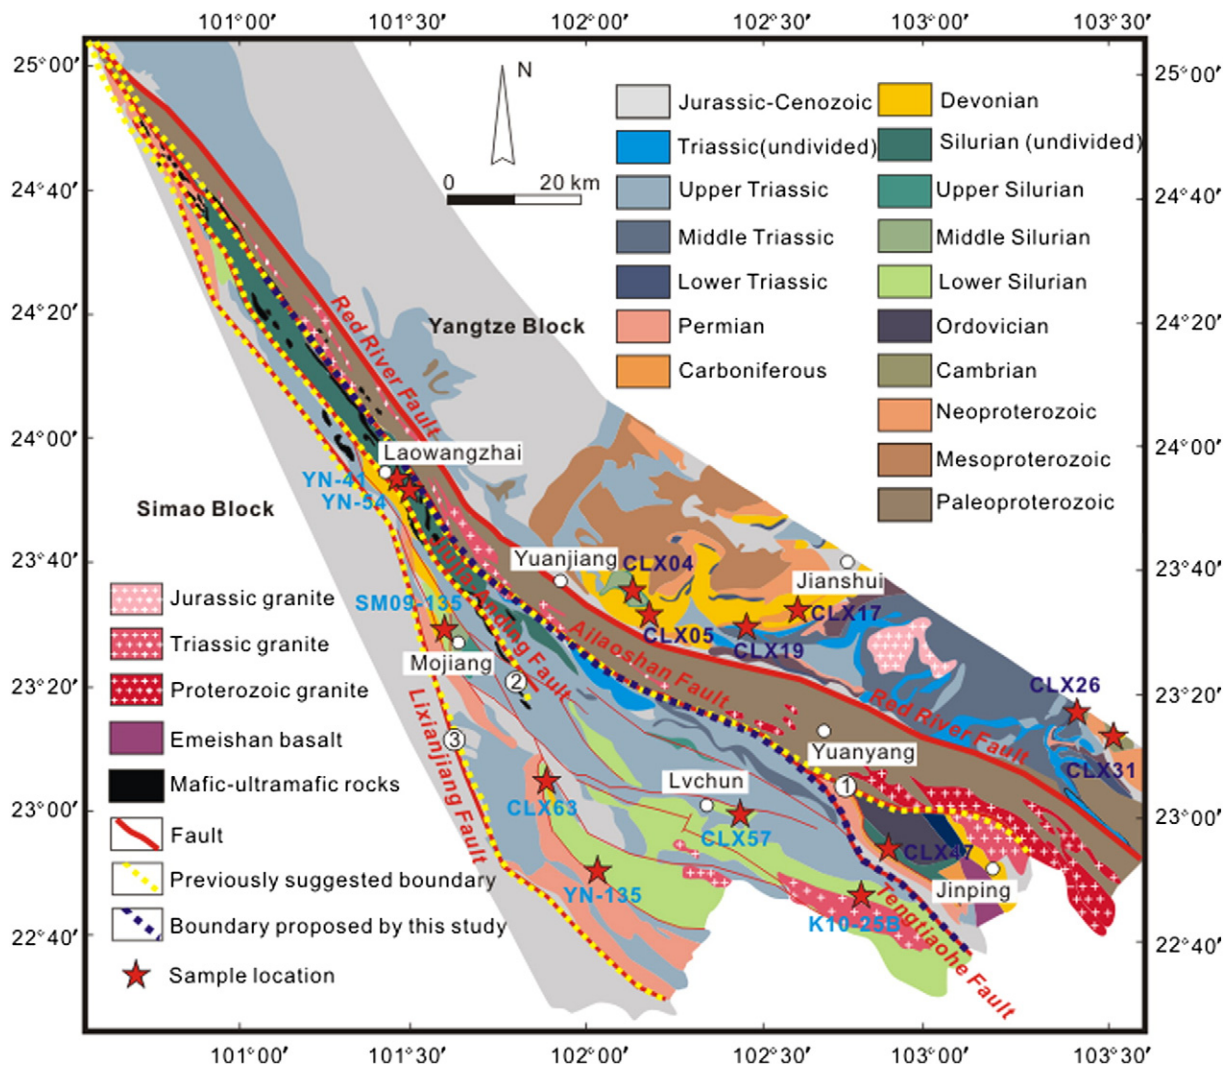 101°00′ 101°30′ 102°00′ 102°30′ 103°00′ 103°30′
25°00′
25°00′
N
0 20 km
Jurassic-Cenozoic
Triassic(undivided)
Upper Triassic
Middle Triassic
Lower Triassic
Permian
Carboniferous
Devonian
Silurian (undivided)
Upper Silurian
Middle Silurian
Lower Silurian
Ordovician
Cambrian
Neoproterozoic
Mesoproterozoic
Paleoproterozoic
24°40′
24°40′
24°20′
24°20′
Red River Fault
Yangtze Block
24°00′
24°00′
Laowangzhai
YN-41
YN-54
Simao Block
23°40′
23°40′
Yuanjiang
CLX04
Jianshui
CLX17
CLX05
CLX19
SM09-135
Mojiang
Jiujia-Anding Fault
Ailaoshan Fault
23°20′
23°20′
CLX26
CLX31
Red River Fault
Lixianjiang Fault
2
3
1
Yuanyang
23°00′
23°00′
Lvchun
CLX63
CLX57
CLX47
YN-135
K10-25B
Jinping
Tengtiaohe Fault
22°40′
22°40′
Jurassic granite
Triassic granite
Proterozoic granite
Emeishan basalt
Mafic-ultramafic rocks
Fault
Previously suggested boundary
Boundary proposed by this study
Sample location
101°00′ 101°30′ 102°00′ 102°30′ 103°00′ 103°30′